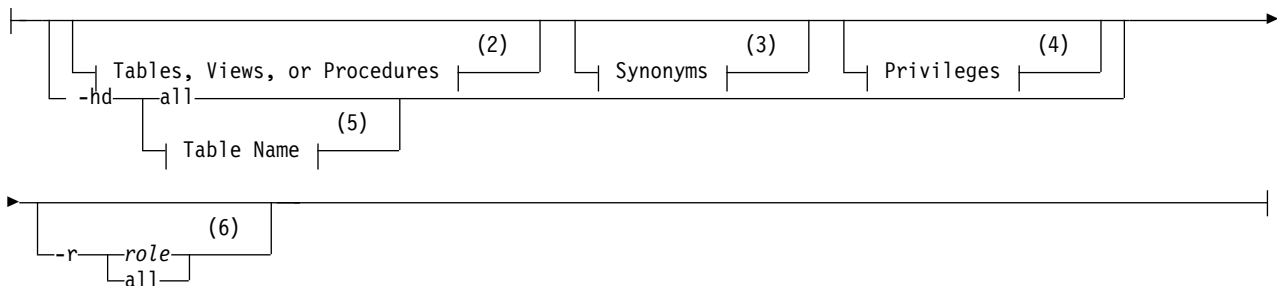 (2) (3) (4)
Tables, Views, or Procedures Synonyms Privileges
-hd all
(5)
Table Name
(6)
-r role
all